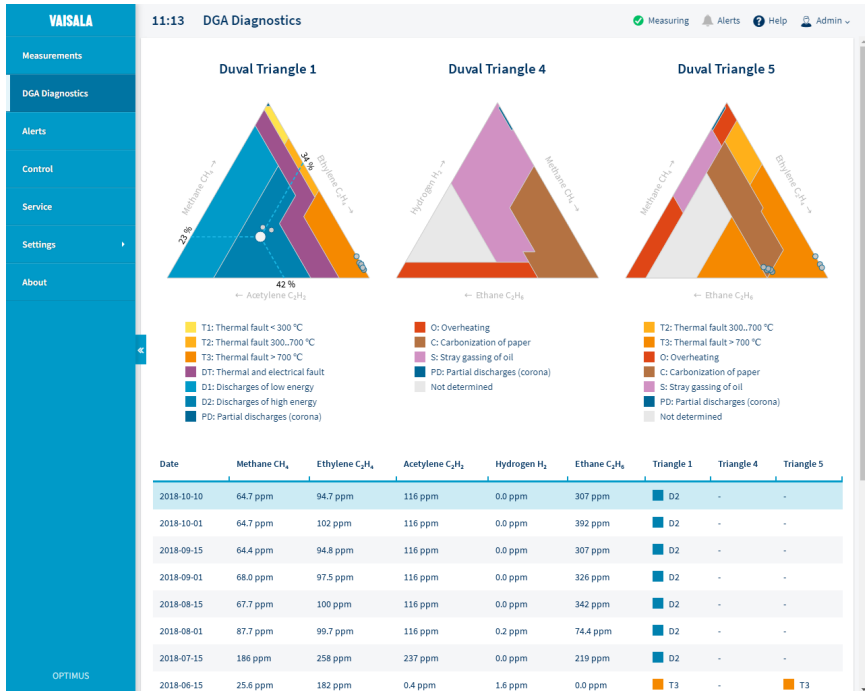 VAISALA
11:13 DGA Diagnostics
Measuring Alerts Help Admin
Measurements
DGA Diagnostics
Alerts
Control
Service
Settings
About
OPTIMUS
Duval Triangle 1
Methane CH₄ →
Ethylene C₂H₄ →
← Acetylene C₂H₂
34 %
23 %
42 %
T1: Thermal fault < 300 °C
T2: Thermal fault 300..700 °C
T3: Thermal fault > 700 °C
DT: Thermal and electrical fault
D1: Discharges of low energy
D2: Discharges of high energy
PD: Partial discharges (corona)
Duval Triangle 4
Hydrogen H₂ →
Methane CH₄ →
← Ethane C₂H₆
O: Overheating
C: Carbonization of paper
S: Stray gassing of oil
PD: Partial discharges (corona)
Not determined
Duval Triangle 5
Methane CH₄ →
Ethylene C₂H₄ →
← Ethane C₂H₆
T2: Thermal fault 300..700 °C
T3: Thermal fault > 700 °C
O: Overheating
C: Carbonization of paper
S: Stray gassing of oil
PD: Partial discharges (corona)
Not determined
Date Methane CH₄ Ethylene C₂H₄ Acetylene C₂H₂ Hydrogen H₂ Ethane C₂H₆ Triangle 1 Triangle 4 Triangle 5
2018-10-10 64.7 ppm 94.7 ppm 116 ppm 0.0 ppm 307 ppm D2 - -
2018-10-01 64.7 ppm 102 ppm 116 ppm 0.0 ppm 392 ppm D2 - -
2018-09-15 64.4 ppm 94.8 ppm 116 ppm 0.0 ppm 307 ppm D2 - -
2018-09-01 68.0 ppm 97.5 ppm 116 ppm 0.0 ppm 326 ppm D2 - -
2018-08-15 67.7 ppm 100 ppm 116 ppm 0.0 ppm 342 ppm D2 - -
2018-08-01 87.7 ppm 99.7 ppm 116 ppm 0.2 ppm 74.4 ppm D2 - -
2018-07-15 186 ppm 258 ppm 237 ppm 0.0 ppm 219 ppm D2 - -
2018-06-15 25.6 ppm 182 ppm 0.4 ppm 1.6 ppm 0.0 ppm T3 - T3